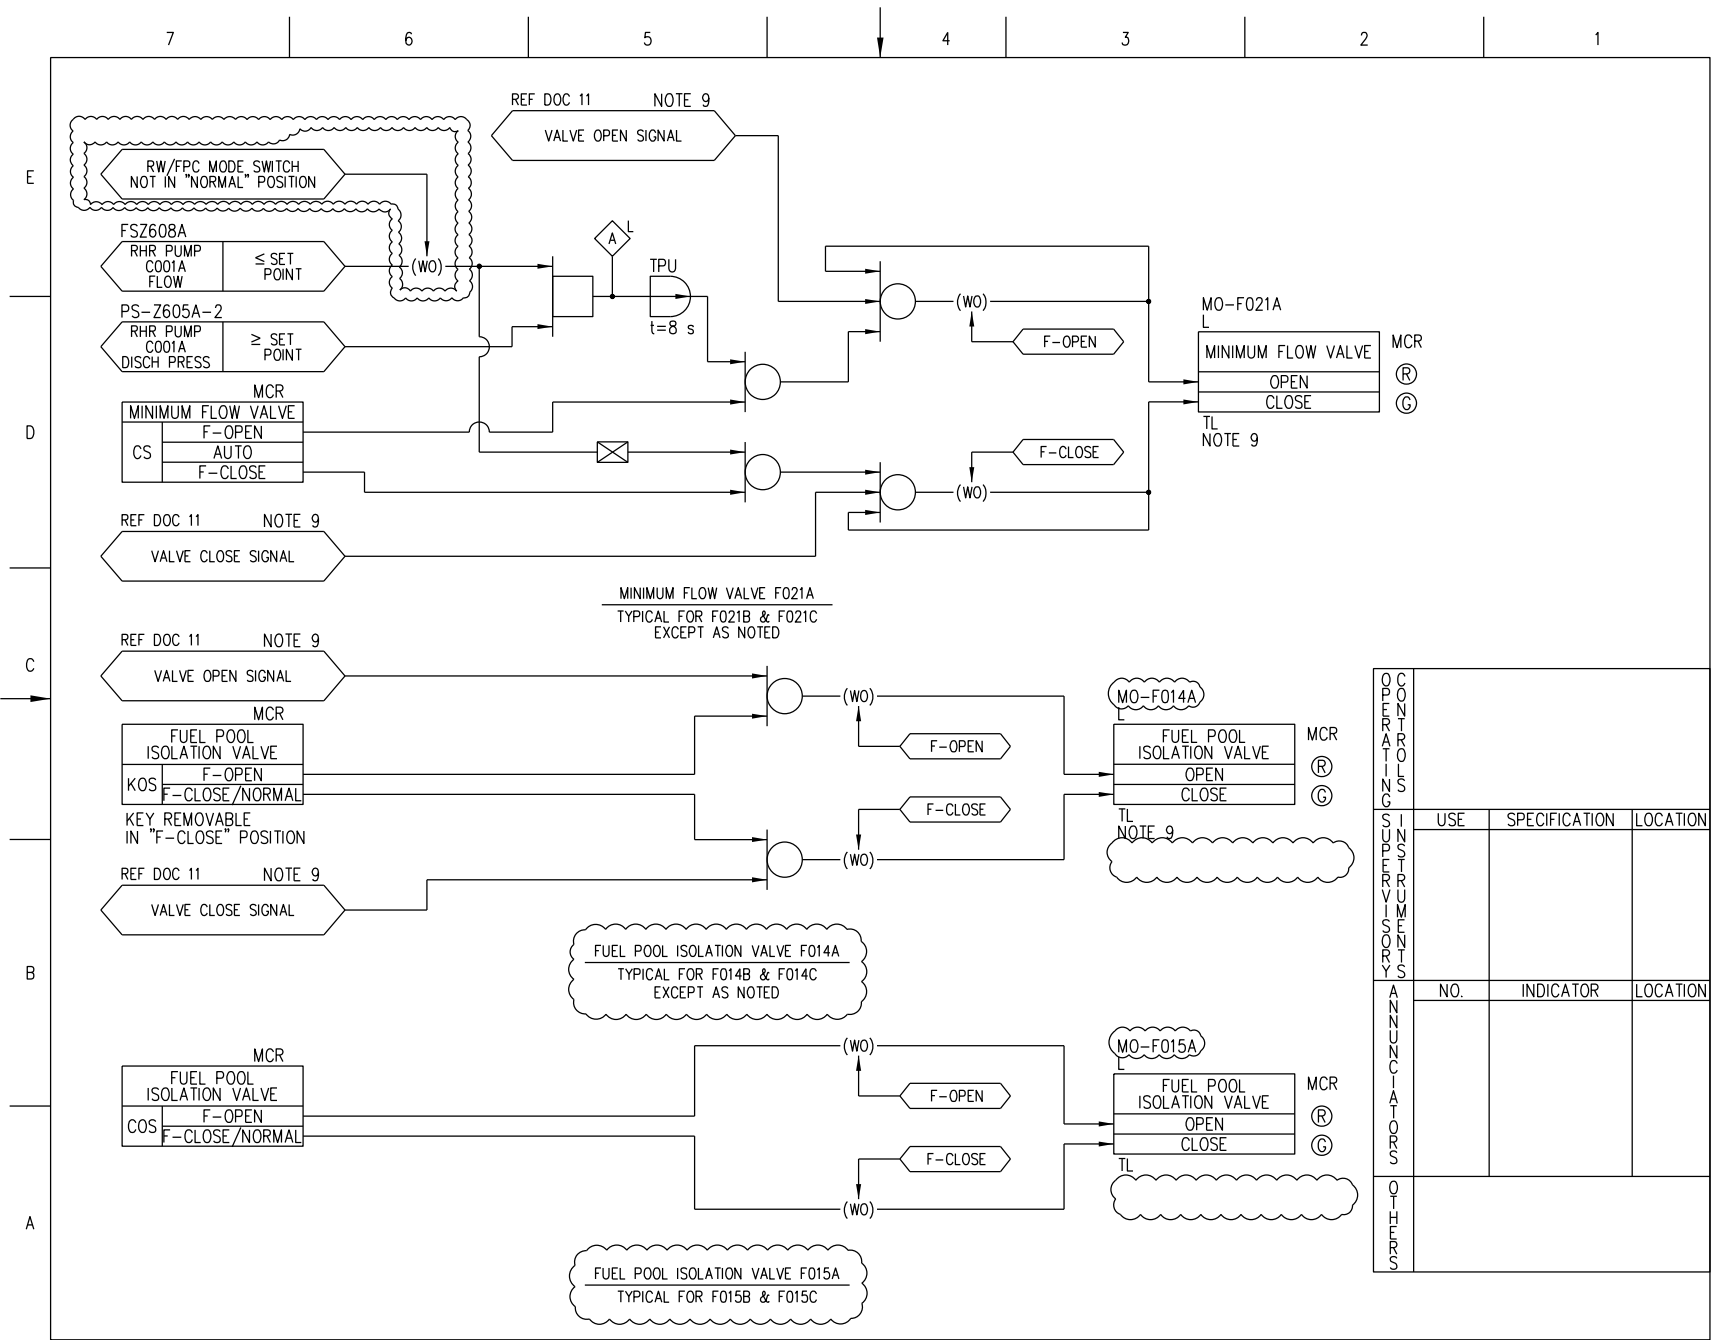 7 6 5 4 3 2 1
E
D
C
B
A
REF DOC 11 NOTE 9
VALVE OPEN SIGNAL
RW/FPC MODE SWITCH
NOT IN "NORMAL" POSITION
FSZ608A
RHR PUMP
C001A
FLOW
≤ SET
POINT
(WO)
A L
TPU
t=8 s
PS-Z605A-2
RHR PUMP
C001A
DISCH PRESS
≥ SET
POINT
MCR
MINIMUM FLOW VALVE
CS
F-OPEN
AUTO
F-CLOSE
REF DOC 11 NOTE 9
VALVE CLOSE SIGNAL
(WO)
F-OPEN
F-CLOSE
(WO)
MO-F021A
L
MINIMUM FLOW VALVE
OPEN
CLOSE
MCR
R
G
TL
NOTE 9
MINIMUM FLOW VALVE F021A
TYPICAL FOR F021B & F021C
EXCEPT AS NOTED
REF DOC 11 NOTE 9
VALVE OPEN SIGNAL
MCR
FUEL POOL
ISOLATION VALVE
KOS
F-OPEN
F-CLOSE/NORMAL
KEY REMOVABLE
IN "F-CLOSE" POSITION
REF DOC 11 NOTE 9
VALVE CLOSE SIGNAL
(WO)
F-OPEN
F-CLOSE
(WO)
MO-F014A
L
FUEL POOL
ISOLATION VALVE
OPEN
CLOSE
MCR
R
G
TL
NOTE 9
FUEL POOL ISOLATION VALVE F014A
TYPICAL FOR F014B & F014C
EXCEPT AS NOTED
MCR
FUEL POOL
ISOLATION VALVE
COS
F-OPEN
F-CLOSE/NORMAL
(WO)
F-OPEN
F-CLOSE
(WO)
MO-F015A
L
FUEL POOL
ISOLATION VALVE
OPEN
CLOSE
MCR
R
G
TL
FUEL POOL ISOLATION VALVE F015A
TYPICAL FOR F015B & F015C
OPERATING
CONTROLS
SUPERVISORY
INSTRUMENTS
USE SPECIFICATION LOCATION
ANNUNCIATORS
NO. INDICATOR LOCATION
OTHERS